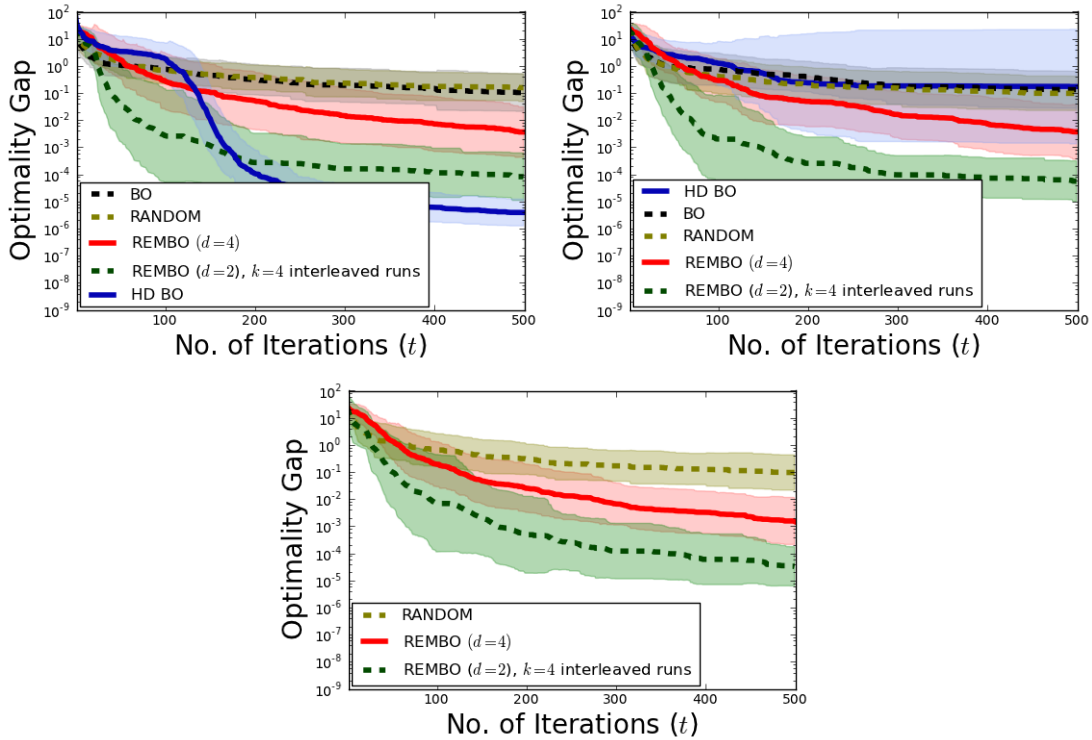 Optimality Gap
10^2
10^1
10^0
10^-1
10^-2
10^-3
10^-4
10^-5
10^-6
10^-7
10^-8
10^-9
BO
RANDOM
REMBO (d=4)
REMBO (d=2), k=4 interleaved runs
HD BO
100 200 300 400 500
No. of Iterations (t)
Optimality Gap
10^2
10^1
10^0
10^-1
10^-2
10^-3
10^-4
10^-5
10^-6
10^-7
10^-8
10^-9
HD BO
BO
RANDOM
REMBO (d=4)
REMBO (d=2), k=4 interleaved runs
100 200 300 400 500
No. of Iterations (t)
Optimality Gap
10^2
10^1
10^0
10^-1
10^-2
10^-3
10^-4
10^-5
10^-6
10^-7
10^-8
10^-9
RANDOM
REMBO (d=4)
REMBO (d=2), k=4 interleaved runs
100 200 300 400 500
No. of Iterations (t)